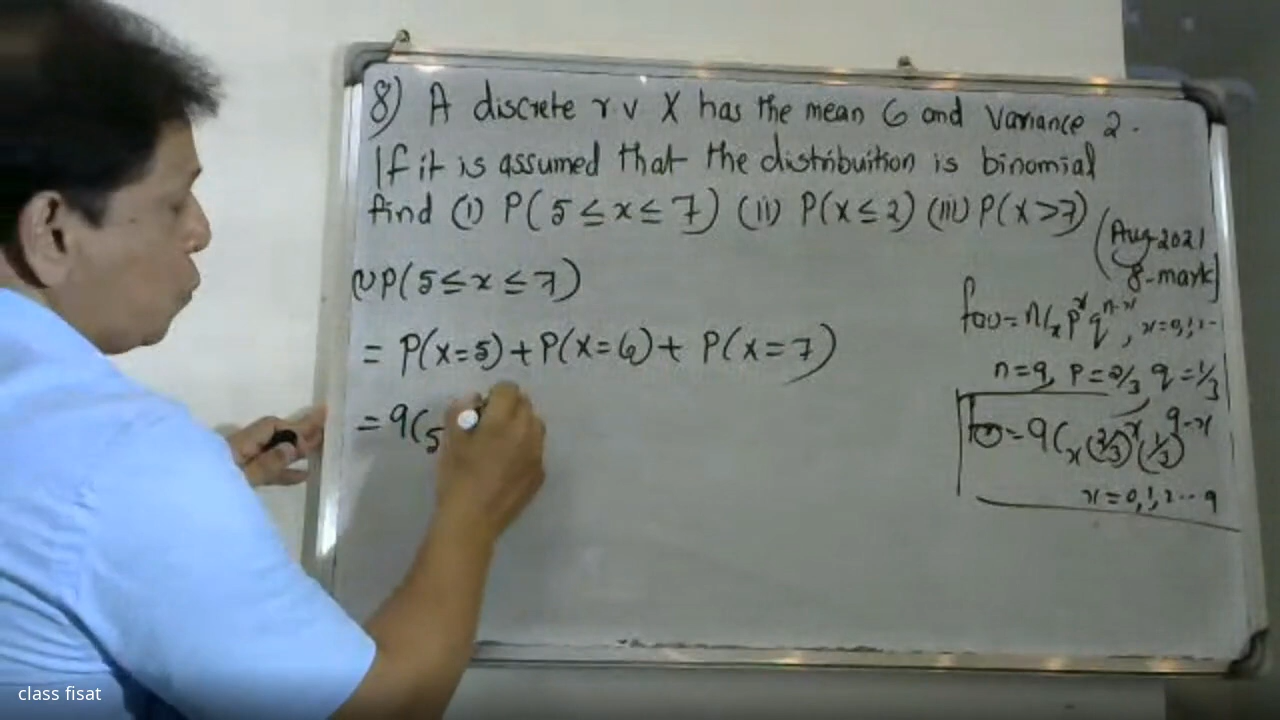 8) A discrete r v X has the mean 6 and Variance 2.
If it is assumed that the distribuition is binomial
find (i) P(5≤x≤7) (ii) P(x≤2) (iii) P(x>7)
(Aug-2021
8-mark)
(i) P(5≤x≤7)
= P(x=5)+P(x=6)+ P(x=7)
= 9C5
f(x)=nCx p^x q^n-x, x=0,1,2--
n=9, P=2/3 q=1/3
f(x)=9Cx(2/3)^x(1/3)^9-x
x=0,1,2--9
class fisat